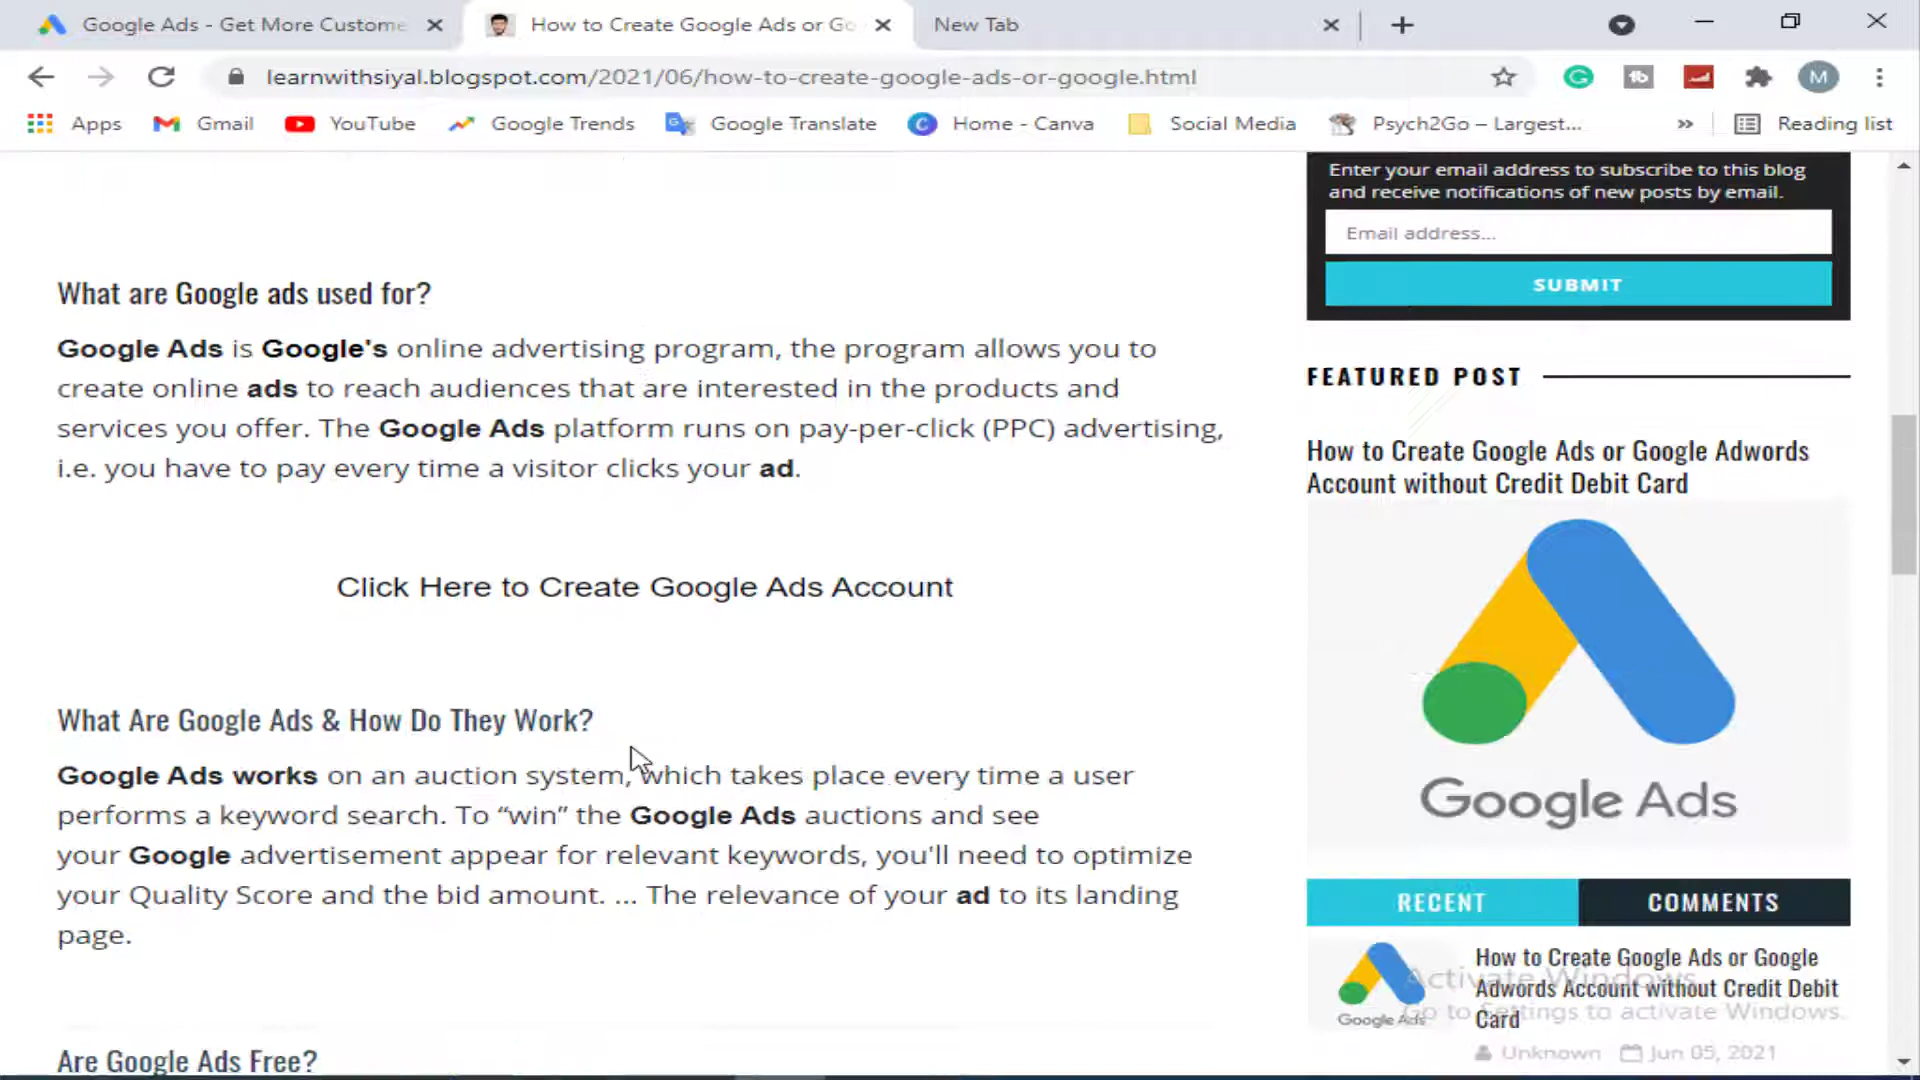 Google Ads - Get More Custome
How to Create Google Ads or Go
New Tab
learnwithsiyal.blogspot.com/2021/06/how-to-create-google-ads-or-google.html
M
Apps
Gmail
YouTube
Google Trends
Google Translate
Home - Canva
Social Media
Psych2Go – Largest...
»
Reading list
What are Google ads used for?
Google Ads is Google's online advertising program, the program allows you to
create online ads to reach audiences that are interested in the products and
services you offer. The Google Ads platform runs on pay-per-click (PPC) advertising,
i.e. you have to pay every time a visitor clicks your ad.
Click Here to Create Google Ads Account
What Are Google Ads & How Do They Work?
Google Ads works on an auction system, which takes place every time a user
performs a keyword search. To “win” the Google Ads auctions and see
your Google advertisement appear for relevant keywords, you'll need to optimize
your Quality Score and the bid amount. ... The relevance of your ad to its landing
page.
Are Google Ads Free?
Enter your email address to subscribe to this blog
and receive notifications of new posts by email.
Email address...
SUBMIT
FEATURED POST
How to Create Google Ads or Google Adwords
Account without Credit Debit Card
Google Ads
RECENT
COMMENTS
Google Ads
How to Create Google Ads or Google
Adwords Account without Credit Debit
Card
Unknown Jun 05, 2021
Activate Windows
Go to Settings to activate Windows.